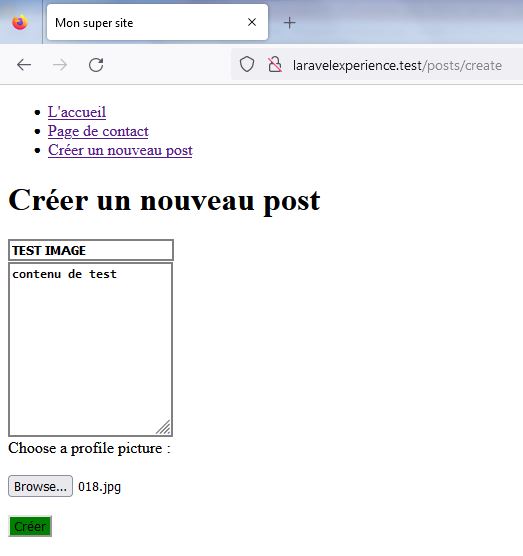 Mon super site
laravelexperience.test/posts/create
L'accueil
Page de contact
Créer un nouveau post
Créer un nouveau post
TEST IMAGE
contenu de test
Choose a profile picture :
Browse... 018.jpg
Créer